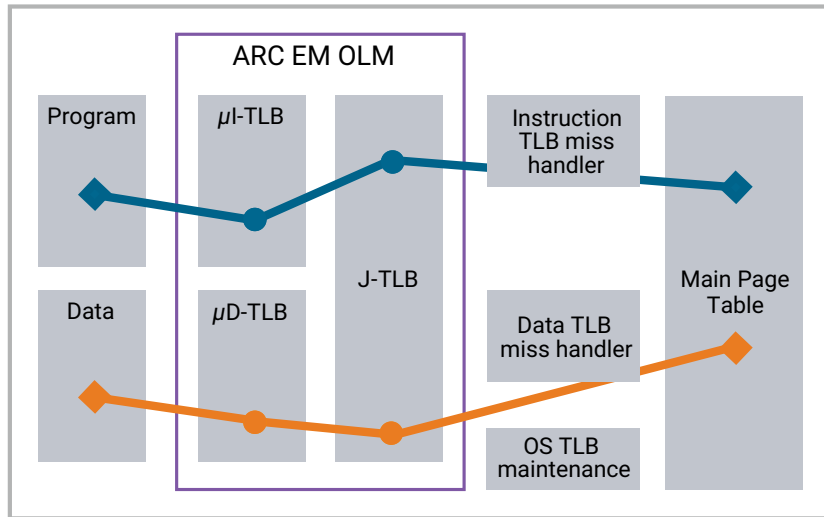 ARC EM OLM
Program
µI-TLB
Instruction
TLB miss
handler
J-TLB
Main Page
Table
Data
µD-TLB
Data TLB
miss handler
OS TLB
maintenance